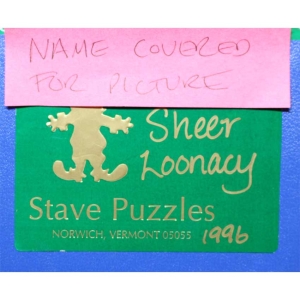 NAME COVERED
FOR PICTURE
Sheer
Loonacy
Stave Puzzles
NORWICH, VERMONT 05055 1996